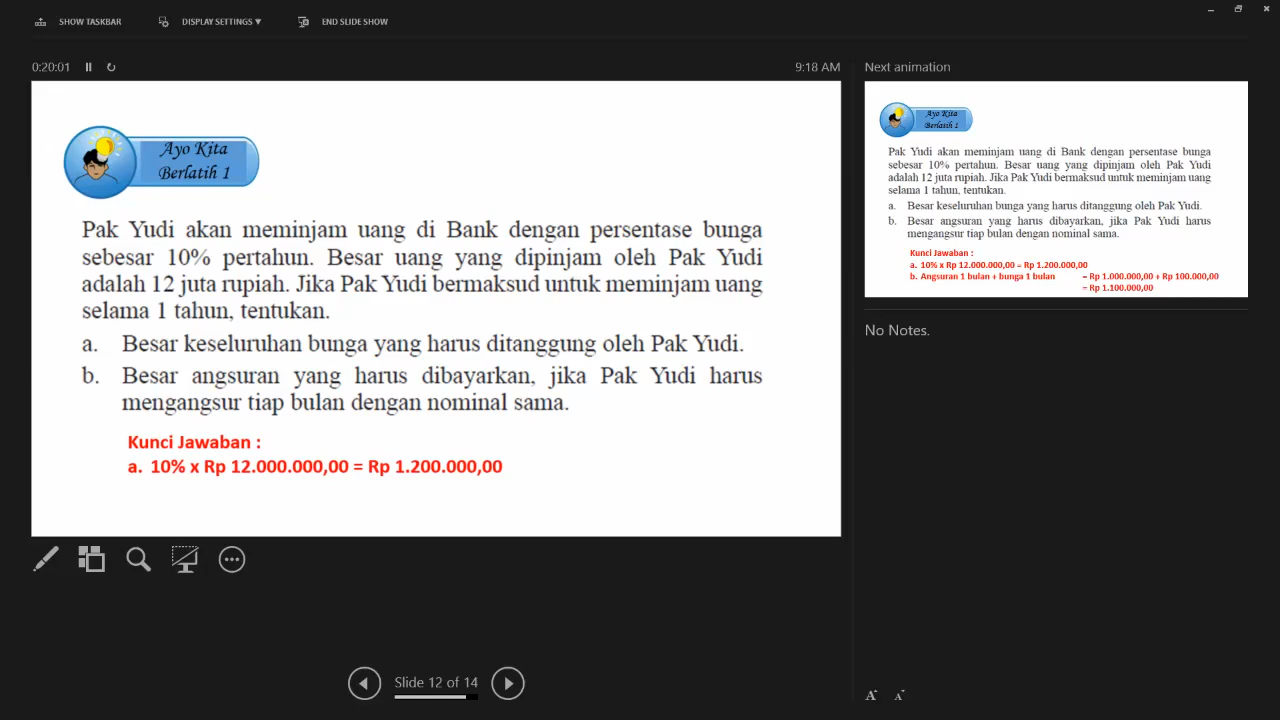 SHOW TASKBAR
DISPLAY SETTINGS ▼
END SLIDE SHOW
0:20:01
9:18 AM
Ayo Kita
Berlatih 1
Pak Yudi akan meminjam uang di Bank dengan persentase bunga
sebesar 10% pertahun. Besar uang yang dipinjam oleh Pak Yudi
adalah 12 juta rupiah. Jika Pak Yudi bermaksud untuk meminjam uang
selama 1 tahun, tentukan.
a. Besar keseluruhan bunga yang harus ditanggung oleh Pak Yudi.
b. Besar angsuran yang harus dibayarkan, jika Pak Yudi harus
mengangsur tiap bulan dengan nominal sama.
Kunci Jawaban :
a. 10% x Rp 12.000.000,00 = Rp 1.200.000,00
Slide 12 of 14
Next animation
Ayo Kita
Berlatih 1
Pak Yudi akan meminjam uang di Bank dengan persentase bunga
sebesar 10% pertahun. Besar uang yang dipinjam oleh Pak Yudi
adalah 12 juta rupiah. Jika Pak Yudi bermaksud untuk meminjam uang
selama 1 tahun, tentukan.
a. Besar keseluruhan bunga yang harus ditanggung oleh Pak Yudi.
b. Besar angsuran yang harus dibayarkan, jika Pak Yudi harus
mengangsur tiap bulan dengan nominal sama.
Kunci Jawaban :
a. 10% x Rp 12.000.000,00 = Rp 1.200.000,00
b. Angsuran 1 bulan + bunga 1 bulan = Rp 1.000.000,00 + Rp 100.000,00
= Rp 1.100.000,00
No Notes.
A A